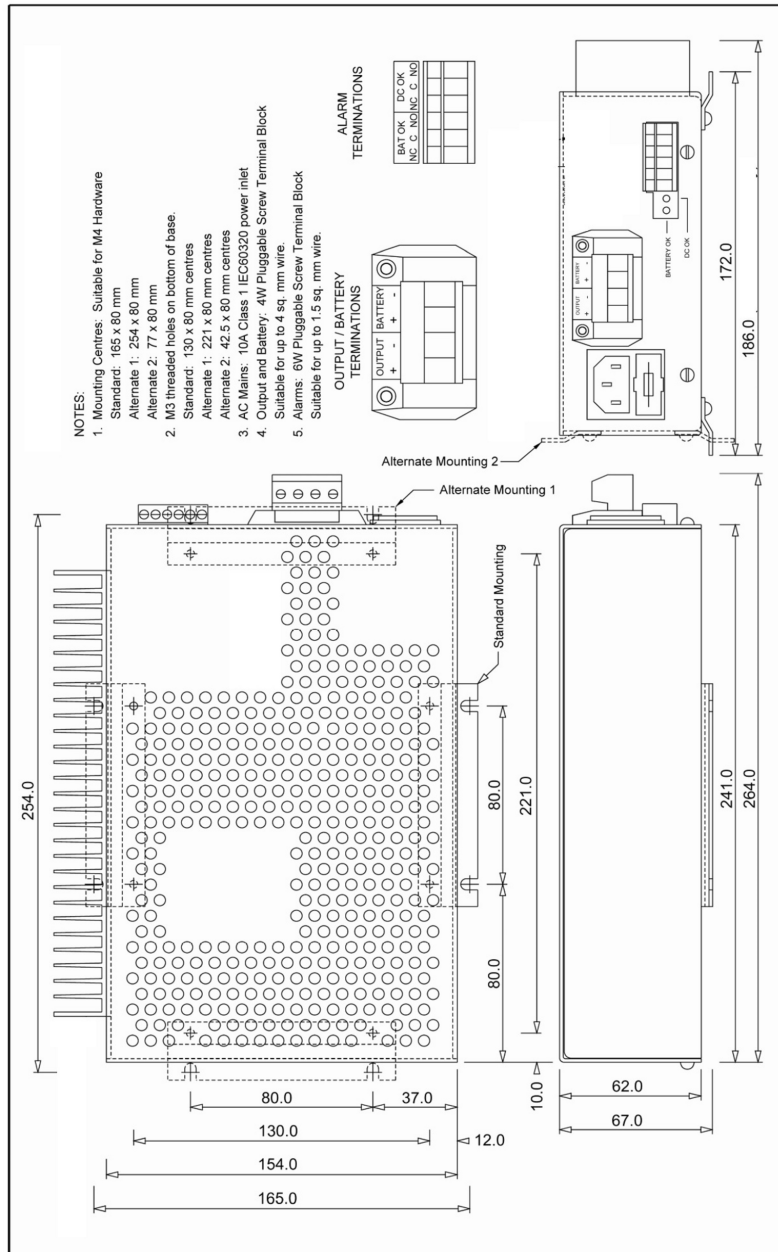 NOTES:
1. Mounting Centres: Suitable for M4 Hardware
Standard: 165 x 80 mm
Alternate 1: 254 x 80 mm
Alternate 2: 77 x 80 mm
2. M3 threaded holes on bottom of base.
Standard: 130 x 80 mm centres
Alternate 1: 221 x 80 mm centres
Alternate 2: 42.5 x 80 mm centres
3. AC Mains: 10A Class 1 IEC60320 power inlet
4. Output and Battery: 4W Pluggable Screw Terminal Block
Suitable for up to 4 sq. mm wire.
5. Alarms: 6W Pluggable Screw Terminal Block
Suitable for up to 1.5 sq. mm wire.
OUTPUT / BATTERY
TERMINATIONS
OUTPUT BATTERY
+ - + -
ALARM
TERMINATIONS
BAT OK DC OK
NC C NO NC C NO
OUTPUT BATTERY
+ - + -
BATTERY OK
DC OK
172.0
186.0
Alternate Mounting 2
Alternate Mounting 1
Standard Mounting
254.0
80.0
221.0
80.0
10.0
241.0
264.0
80.0
37.0
130.0
12.0
154.0
165.0
62.0
67.0